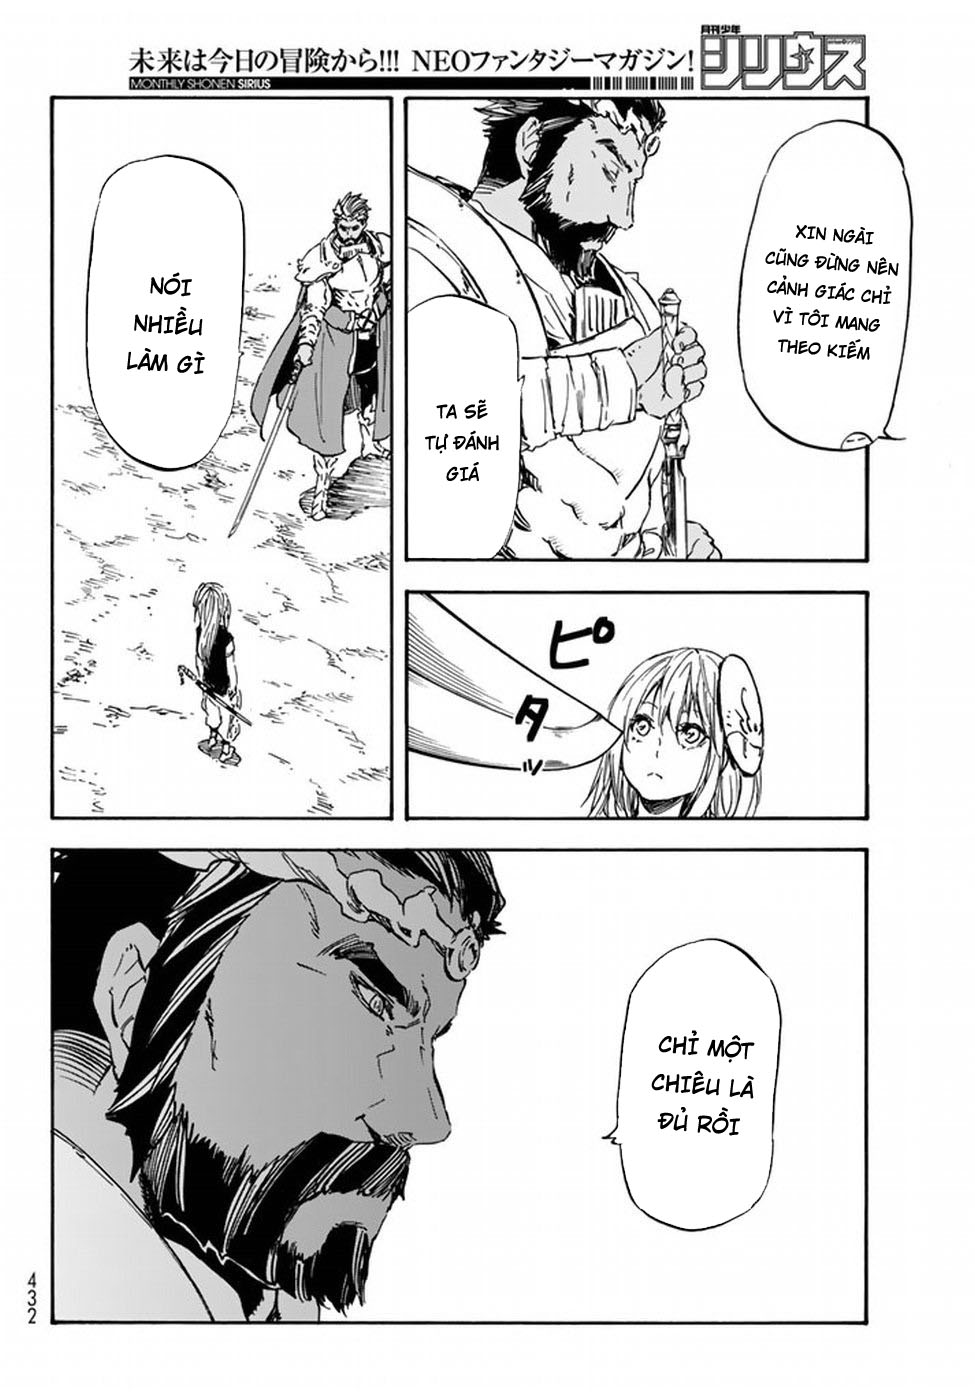 月刊少年
シリウス
未来は今日の冒険から!!! NEOファンタジーマガジン!
MONTHLY SHONEN SIRIUS
XIN NGÀI
CŨNG ĐỪNG NÊN
CẢNH GIÁC CHỈ
VÌ TÔI MANG
THEO KIẾM
TA SẼ
TỰ ĐÁNH
GIÁ
NÓI
NHIỀU
LÀM GÌ
ピ
タ
ッ
CHỈ MỘT
CHIÊU LÀ
ĐỦ RỒI
432